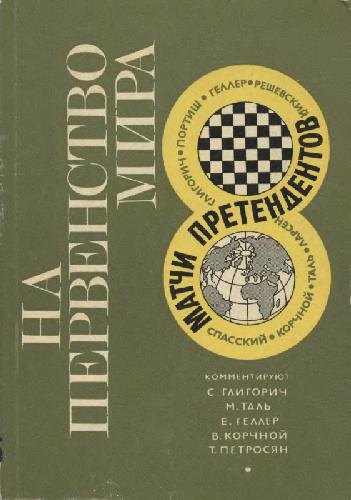 НА
ПЕРВЕНСТВО
МИРА
ГЛИГОРИЧ • ПОРТИШ • ГЕЛЛЕР • РЕШЕВСКИЙ
МАТЧИ ПРЕТЕНДЕНТОВ
СПАССКИЙ • КОРЧНОЙ • ТАЛЬ • ЛАРСЕН
КОММЕНТИРУЮТ
С. ГЛИГОРИЧ
М. ТАЛЬ
Е. ГЕЛЛЕР
В. КОРЧНОЙ
Т. ПЕТРОСЯН